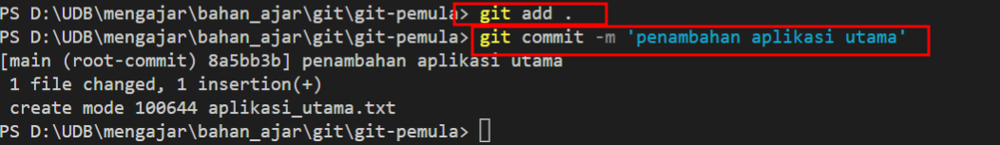 PS D:\UDB\mengajar\bahan_ajar\git\git-pemula> git add .
PS D:\UDB\mengajar\bahan_ajar\git\git-pemula> git commit -m 'penambahan aplikasi utama'
[main (root-commit) 8a5bb3b] penambahan aplikasi utama
 1 file changed, 1 insertion(+)
 create mode 100644 aplikasi_utama.txt
PS D:\UDB\mengajar\bahan_ajar\git\git-pemula>